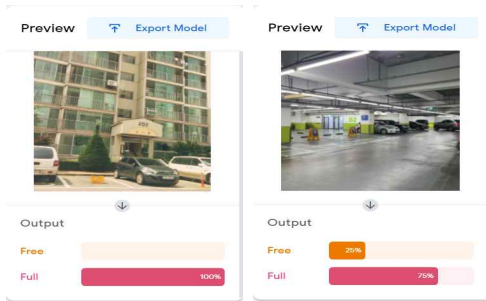 Preview
Export Model
Output
Free
Full
100%
Preview
Export Model
Output
Free
25%
Full
75%